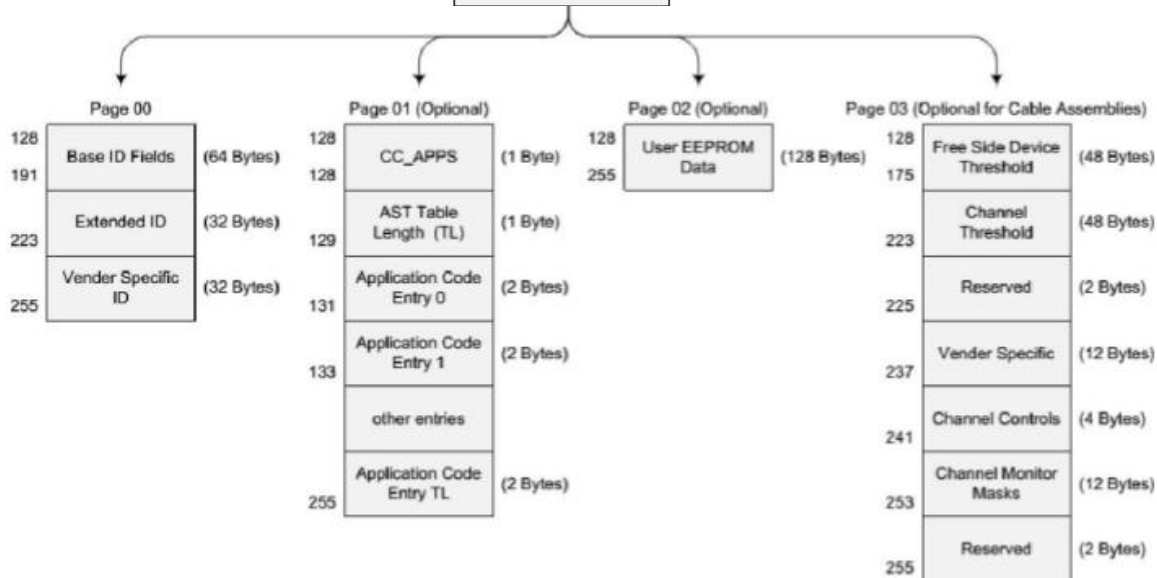 Page 00
128
Base ID Fields
(64 Bytes)
191
Extended ID
(32 Bytes)
223
Vender Specific
ID
(32 Bytes)
255
Page 01 (Optional)
128
CC_APPS
(1 Byte)
128
AST Table
Length (TL)
(1 Byte)
129
Application Code
Entry 0
(2 Bytes)
131
Application Code
Entry 1
(2 Bytes)
133
other entries
Application Code
Entry TL
(2 Bytes)
255
Page 02 (Optional)
128
User EEPROM
Data
(128 Bytes)
255
Page 03 (Optional for Cable Assemblies)
128
Free Side Device
Threshold
(48 Bytes)
175
Channel
Threshold
(48 Bytes)
223
Reserved
(2 Bytes)
225
Vender Specific
(12 Bytes)
237
Channel Controls
(4 Bytes)
241
Channel Monitor
Masks
(12 Bytes)
253
Reserved
(2 Bytes)
255